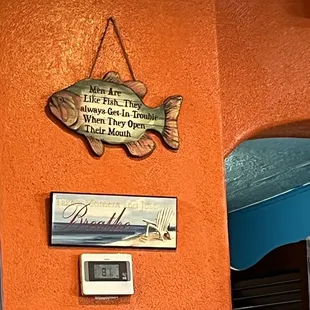 Men Are
Like Fish...They
always Get In Trouble
When They Open
Their Mouth
Breathe